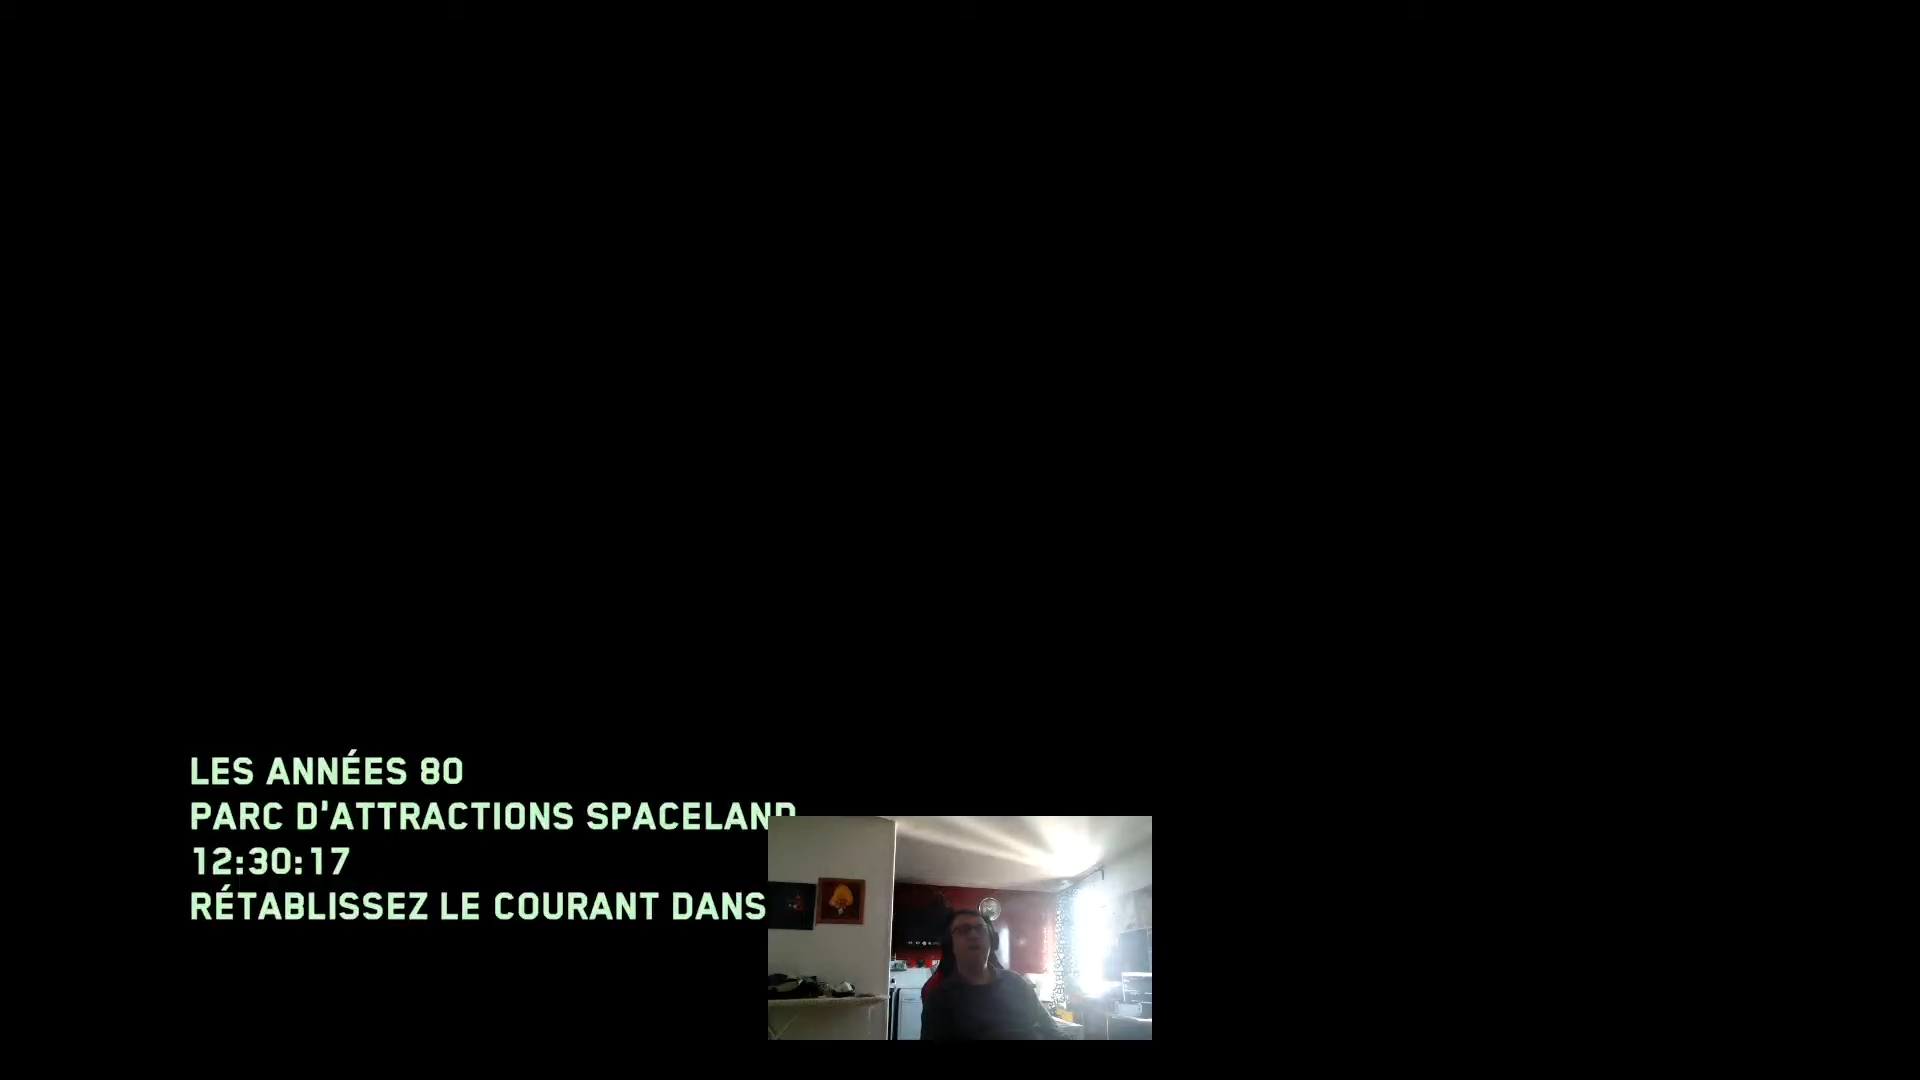 LES ANNÉES 80
PARC D'ATTRACTIONS SPACELAND
12:30:17
RÉTABLISSEZ LE COURANT DANS